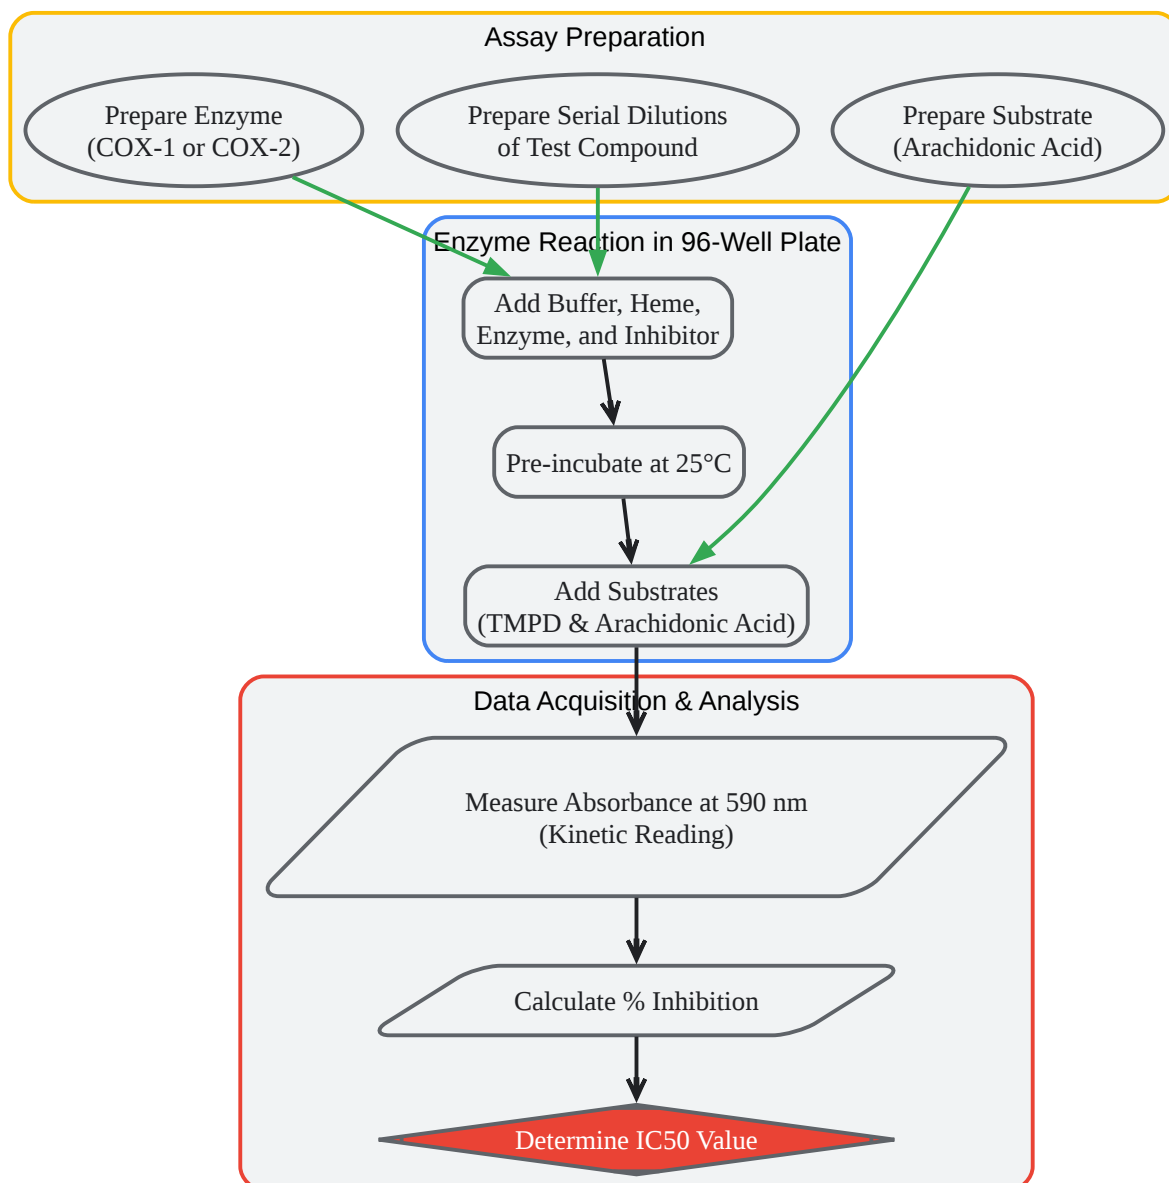 Assay Preparation
Prepare Enzyme
(COX-1 or COX-2)
Prepare Serial Dilutions
of Test Compound
Prepare Substrate
(Arachidonic Acid)
Enzyme Reaction in 96-Well Plate
Add Buffer, Heme,
Enzyme, and Inhibitor
Pre-incubate at 25°C
Add Substrates
(TMPD & Arachidonic Acid)
Data Acquisition & Analysis
Measure Absorbance at 590 nm
(Kinetic Reading)
Calculate % Inhibition
Determine IC50 Value